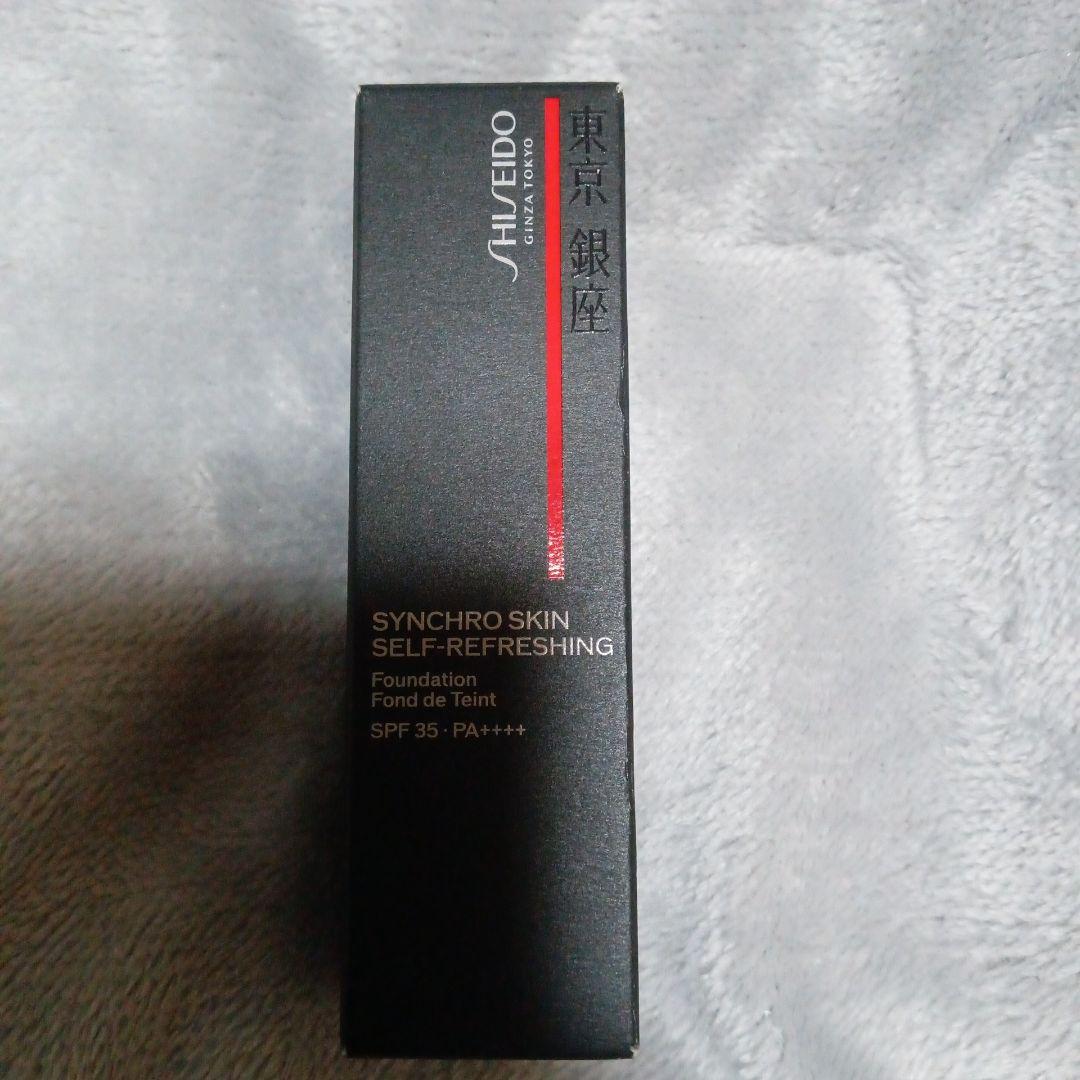 SHISEIDO
GINZA TOKYO
東京 銀座
SYNCHRO SKIN
SELF-REFRESHING
Foundation
Fond de Teint
SPF 35 · PA++++